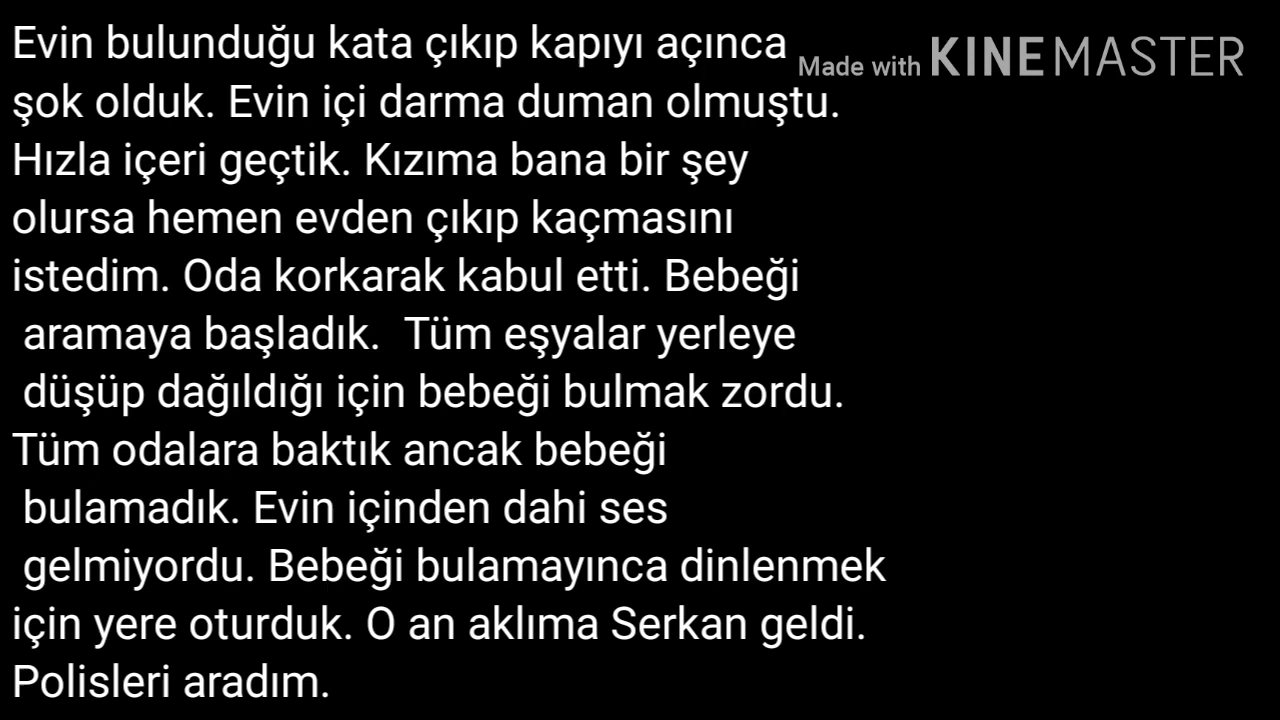 Evin bulunduğu kata çıkıp kapıyı açınca
Made with KINEMASTER
şok olduk. Evin içi darma duman olmuştu.
Hızla içeri geçtik. Kızıma bana bir şey
olursa hemen evden çıkıp kaçmasını
istedim. Oda korkarak kabul etti. Bebeği
aramaya başladık.  Tüm eşyalar yerleye
düşüp dağıldığı için bebeği bulmak zordu.
Tüm odalara baktık ancak bebeği
bulamadık. Evin içinden dahi ses
gelmiyordu. Bebeği bulamayınca dinlenmek
için yere oturduk. O an aklıma Serkan geldi.
Polisleri aradım.